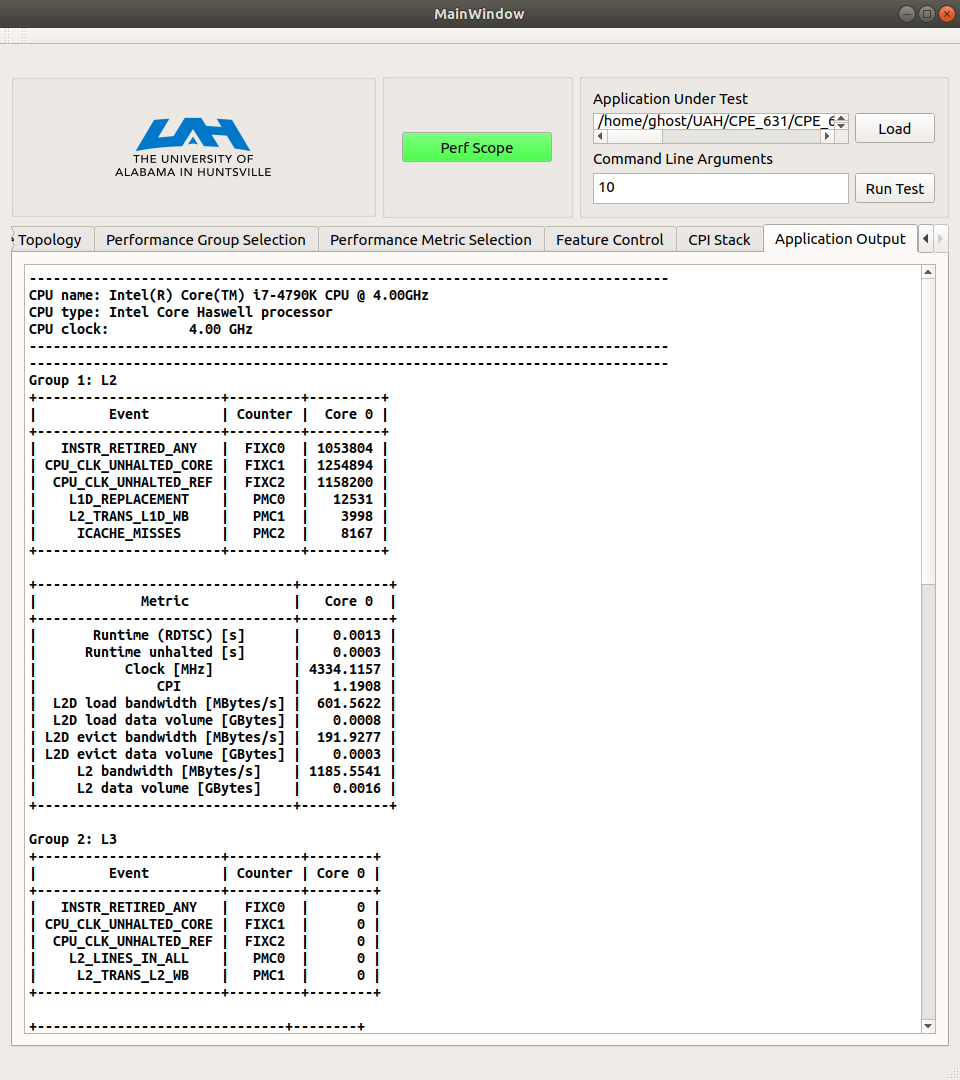 MainWindow
THE UNIVERSITY OF
ALABAMA IN HUNTSVILLE
Perf Scope
Application Under Test
/home/ghost/UAH/CPE_631/CPE_6
Load
Command Line Arguments
10
Run Test
Topology
Performance Group Selection
Performance Metric Selection
Feature Control
CPI Stack
Application Output
--------------------------------------------------------------------------------
CPU name: Intel(R) Core(TM) i7-4790K CPU @ 4.00GHz
CPU type: Intel Core Haswell processor
CPU clock: 4.00 GHz
--------------------------------------------------------------------------------
--------------------------------------------------------------------------------
Group 1: L2
+-----------------------+---------+---------+
| Event | Counter | Core 0 |
+-----------------------+---------+---------+
| INSTR_RETIRED_ANY | FIXC0 | 1053804 |
| CPU_CLK_UNHALTED_CORE | FIXC1 | 1254894 |
| CPU_CLK_UNHALTED_REF | FIXC2 | 1158200 |
| L1D_REPLACEMENT | PMC0 | 12531 |
| L2_TRANS_L1D_WB | PMC1 | 3998 |
| ICACHE_MISSES | PMC2 | 8167 |
+-----------------------+---------+---------+
+--------------------------------+-----------+
| Metric | Core 0 |
+--------------------------------+-----------+
| Runtime (RDTSC) [s] | 0.0013 |
| Runtime unhalted [s] | 0.0003 |
| Clock [MHz] | 4334.1157 |
| CPI | 1.1908 |
| L2D load bandwidth [MBytes/s] | 601.5622 |
| L2D load data volume [GBytes] | 0.0008 |
| L2D evict bandwidth [MBytes/s] | 191.9277 |
| L2D evict data volume [GBytes] | 0.0003 |
| L2 bandwidth [MBytes/s] | 1185.5541 |
| L2 data volume [GBytes] | 0.0016 |
+--------------------------------+-----------+
Group 2: L3
+-----------------------+---------+--------+
| Event | Counter | Core 0 |
+-----------------------+---------+--------+
| INSTR_RETIRED_ANY | FIXC0 | 0 |
| CPU_CLK_UNHALTED_CORE | FIXC1 | 0 |
| CPU_CLK_UNHALTED_REF | FIXC2 | 0 |
| L2_LINES_IN_ALL | PMC0 | 0 |
| L2_TRANS_L2_WB | PMC1 | 0 |
+-----------------------+---------+--------+
+-------------------------------+--------+